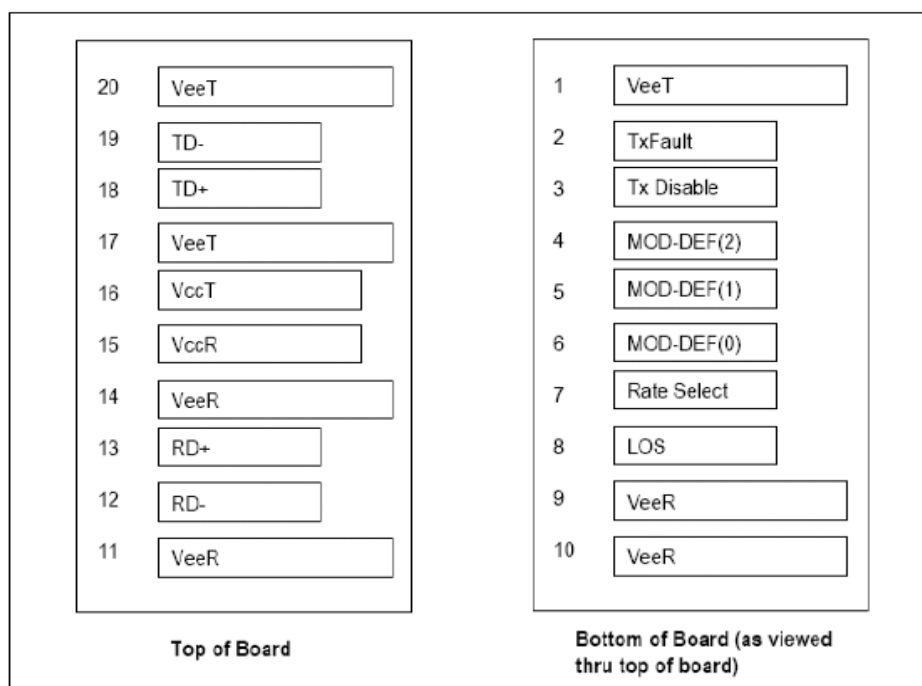 20 VeeT
19 TD-
18 TD+
17 VeeT
16 VccT
15 VccR
14 VeeR
13 RD+
12 RD-
11 VeeR
Top of Board
1 VeeT
2 TxFault
3 Tx Disable
4 MOD-DEF(2)
5 MOD-DEF(1)
6 MOD-DEF(0)
7 Rate Select
8 LOS
9 VeeR
10 VeeR
Bottom of Board (as viewed
thru top of board)